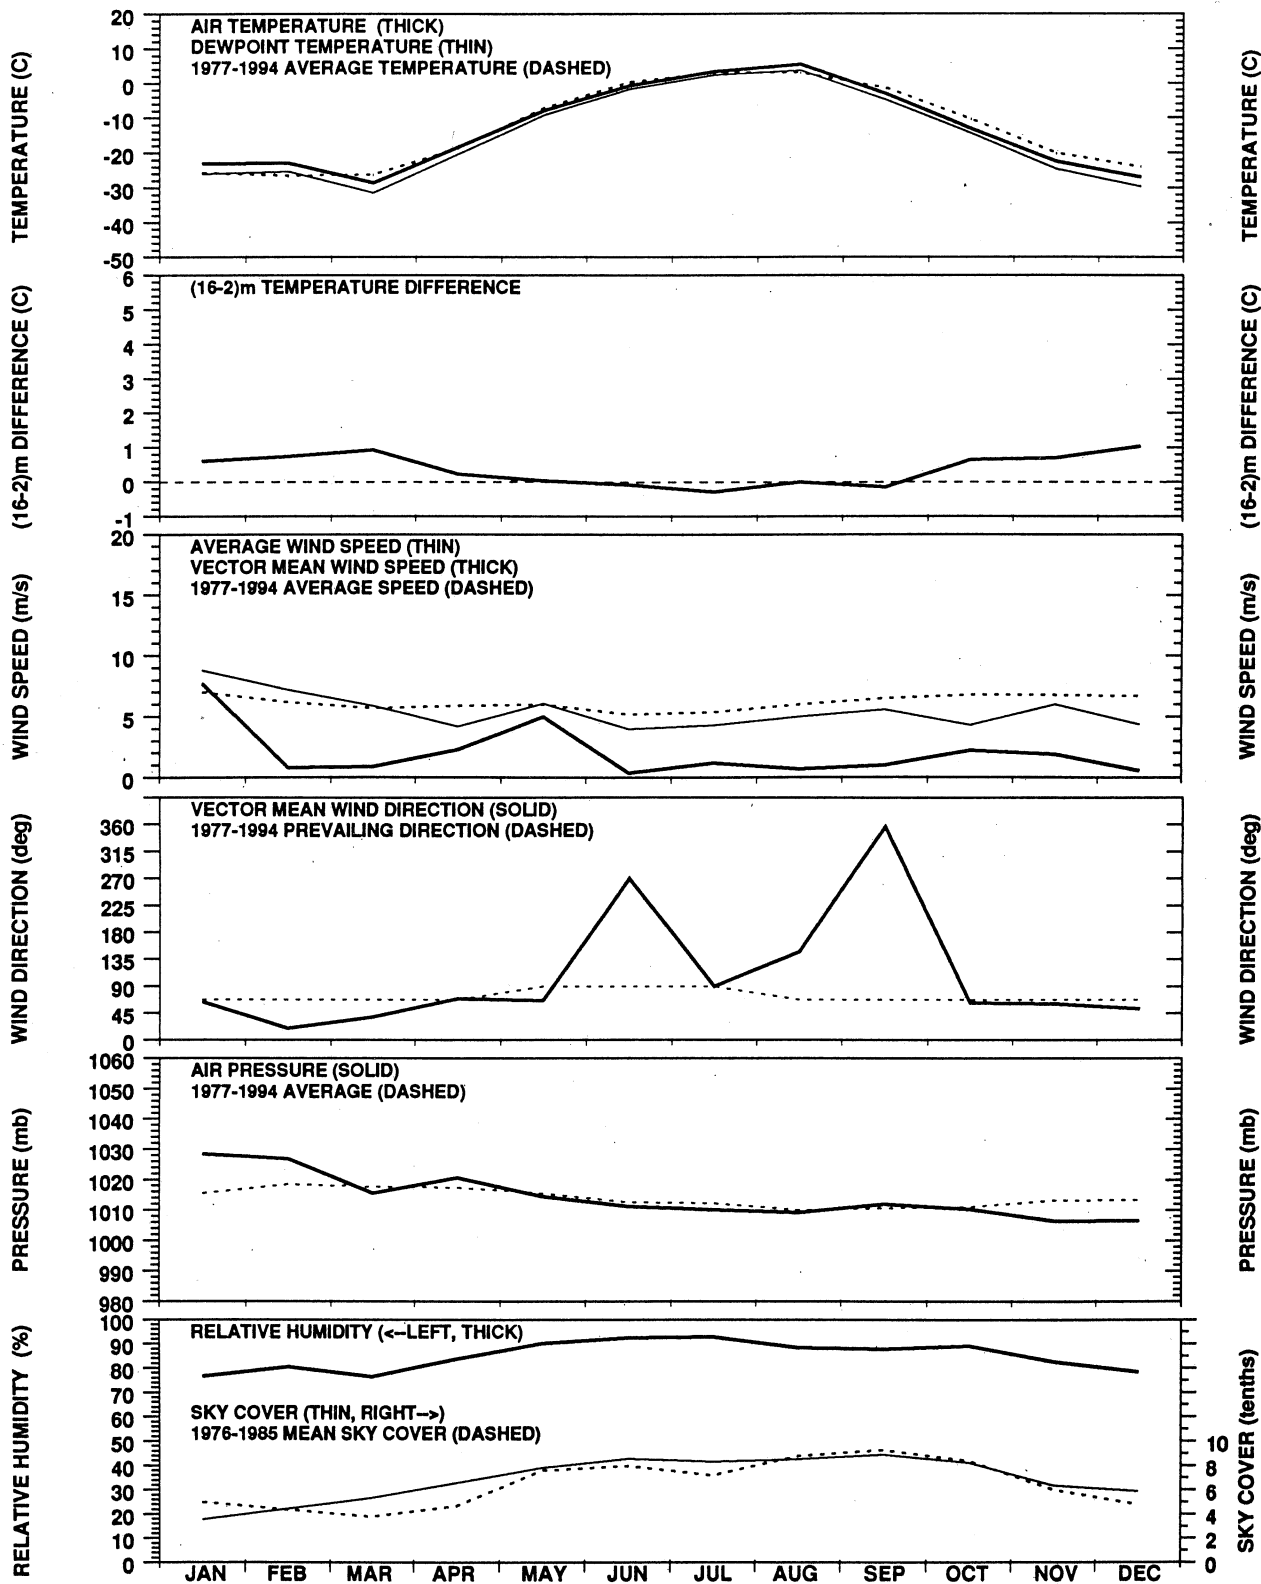 TEMPERATURE (C)
20
10
0
-10
-20
-30
-40
-50
AIR TEMPERATURE (THICK)
DEWPOINT TEMPERATURE (THIN)
1977-1994 AVERAGE TEMPERATURE (DASHED)
TEMPERATURE (C)
(16-2)m DIFFERENCE (C)
6
5
4
3
2
1
0
-1
(16-2)m TEMPERATURE DIFFERENCE
(16-2)m DIFFERENCE (C)
WIND SPEED (m/s)
20
15
10
5
0
AVERAGE WIND SPEED (THIN)
VECTOR MEAN WIND SPEED (THICK)
1977-1994 AVERAGE SPEED (DASHED)
WIND SPEED (m/s)
WIND DIRECTION (deg)
360
315
270
225
180
135
90
45
0
VECTOR MEAN WIND DIRECTION (SOLID)
1977-1994 PREVAILING DIRECTION (DASHED)
WIND DIRECTION (deg)
PRESSURE (mb)
1060
1050
1040
1030
1020
1010
1000
990
980
AIR PRESSURE (SOLID)
1977-1994 AVERAGE (DASHED)
PRESSURE (mb)
RELATIVE HUMIDITY (%)
100
90
80
70
60
50
40
30
20
10
0
RELATIVE HUMIDITY (<--LEFT, THICK)
SKY COVER (THIN, RIGHT-->)
1976-1985 MEAN SKY COVER (DASHED)
10
8
6
4
2
0
SKY COVER (tenths)
JAN FEB MAR APR MAY JUN JUL AUG SEP OCT NOV DEC